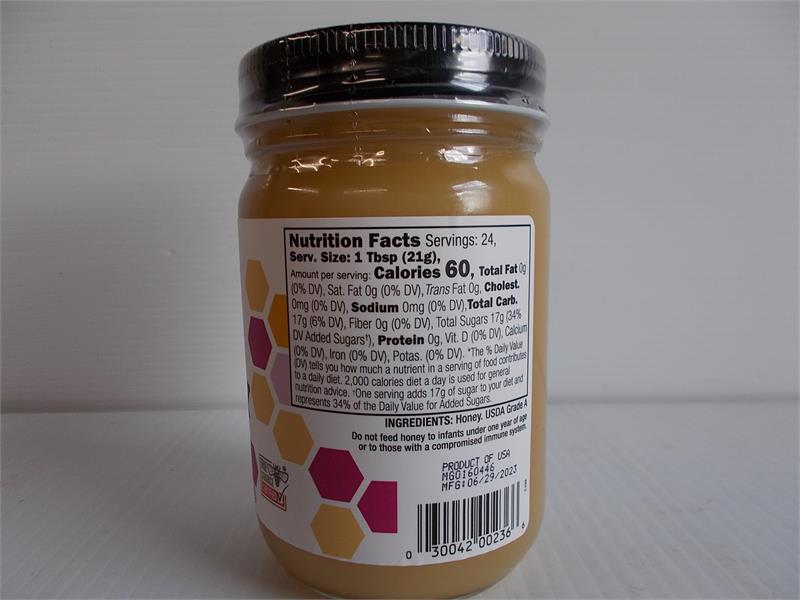 Nutrition Facts Servings: 24,
Serv. Size: 1 Tbsp (21g),
Amount per serving: Calories 60, Total Fat 0g
(0% DV), Sat. Fat 0g (0% DV), Trans Fat 0g, Cholest.
0mg (0% DV), Sodium 0mg (0% DV), Total Carb.
17g (6% DV), Fiber 0g (0% DV), Total Sugars 17g (34%
DV Added Sugars†), Protein 0g, Vit. D (0% DV), Calcium
(0% DV), Iron (0% DV), Potas. (0% DV). *The % Daily Value
(DV) tells you how much a nutrient in a serving of food contributes
to a daily diet. 2,000 calories diet a day is used for general
nutrition advice. †One serving adds 17g of sugar to your diet and
represents 34% of the Daily Value for Added Sugars.
INGREDIENTS: Honey. USDA Grade A
Do not feed honey to infants under one year of age
or to those with a compromised immune system.
PRODUCT OF USA
NG0160446
MFG:06/29/2023
0 30042 00236 6